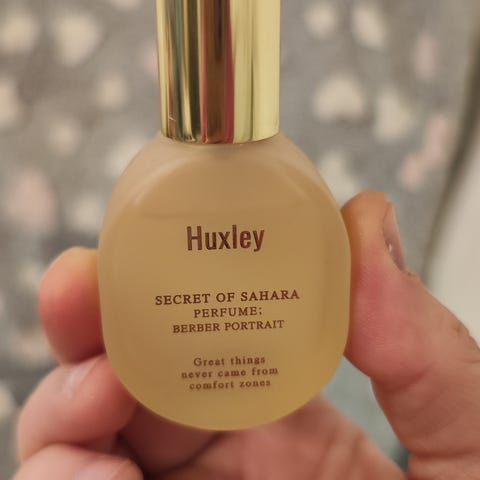 Huxley
SECRET OF SAHARA
PERFUME;
BERBER PORTRAIT
Great things
never came from
comfort zones